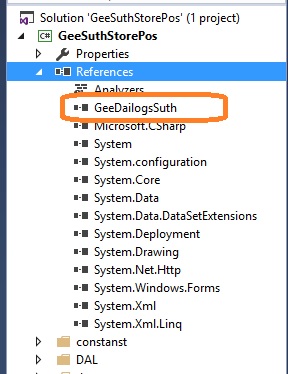 Solution 'GeeSuthStorePos' (1 project)
C# GeeSuthStorePos
Properties
References
Analyzers
GeeDailogsSuth
Microsoft.CSharp
System
System.configuration
System.Core
System.Data
System.Data.DataSetExtensions
System.Deployment
System.Drawing
System.Net.Http
System.Windows.Forms
System.Xml
System.Xml.Linq
constanst
DAL